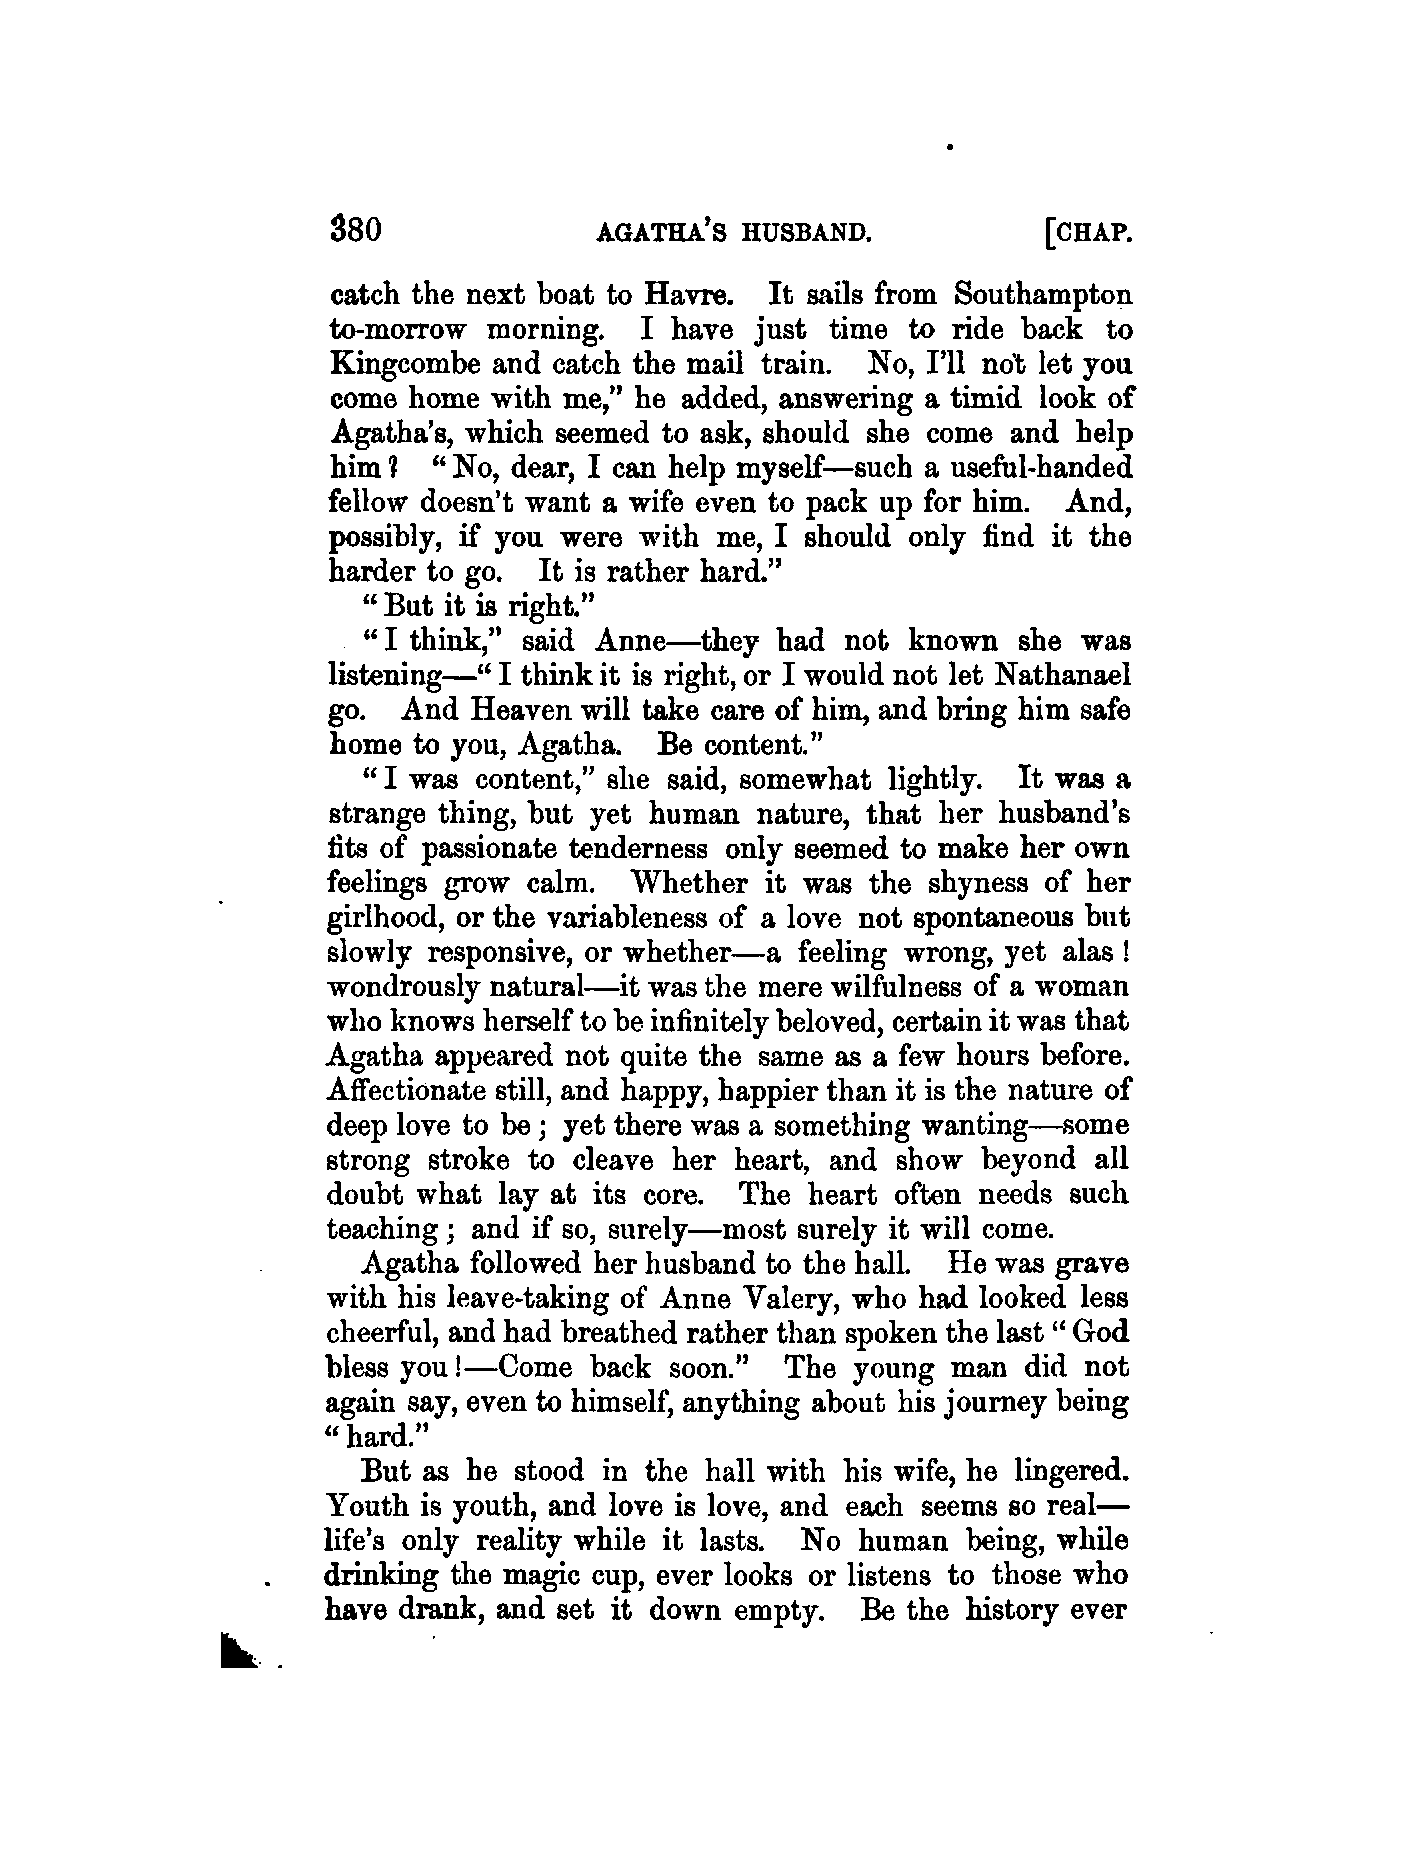 380 AGATHA'S HUSBAND. [CHAP.
catch the next boat to Havre. It sails from Southampton
to-morrow morning. I have just time to ride back to
Kingcombe and catch the mail train. No, I'll not let you
come home with me," he added, answering a timid look of
Agatha's, which seemed to ask, should she come and help
him? "No, dear, I can help myself—such a useful-handed
fellow doesn't want a wife even to pack up for him. And,
possibly, if you were with me, I should only find it the
harder to go. It is rather hard."
"But it is right."
"I think," said Anne—they had not known she was
listening—"I think it is right, or I would not let Nathanael
go. And Heaven will take care of him, and bring him safe
home to you, Agatha. Be content."
"I was content," she said, somewhat lightly. It was a
strange thing, but yet human nature, that her husband's
fits of passionate tenderness only seemed to make her own
feelings grow calm. Whether it was the shyness of her
girlhood, or the variableness of a love not spontaneous but
slowly responsive, or whether—a feeling wrong, yet alas!
wondrously natural—it was the mere wilfulness of a woman
who knows herself to be infinitely beloved, certain it was that
Agatha appeared not quite the same as a few hours before.
Affectionate still, and happy, happier than it is the nature of
deep love to be; yet there was a something wanting—some
strong stroke to cleave her heart, and show beyond all
doubt what lay at its core. The heart often needs such
teaching; and if so, surely—most surely it will come.
Agatha followed her husband to the hall. He was grave
with his leave-taking of Anne Valery, who had looked less
cheerful, and had breathed rather than spoken the last "God
bless you!—Come back soon." The young man did not
again say, even to himself, anything about his journey being
"hard."
But as he stood in the hall with his wife, he lingered.
Youth is youth, and love is love, and each seems so real—
life's only reality while it lasts. No human being, while
drinking the magic cup, ever looks or listens to those who
have drank, and set it down empty. Be the history ever